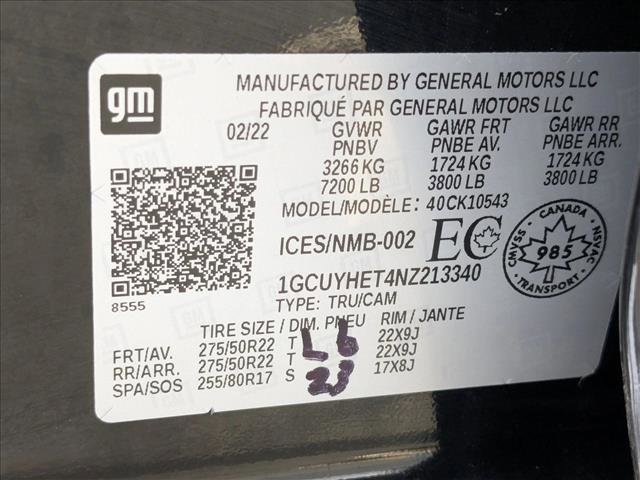 gm
MANUFACTURED BY GENERAL MOTORS LLC
FABRIQUÉ PAR GENERAL MOTORS LLC
02/22 GVWR GAWR FRT GAWR RR
PNBV PNBE AV. PNBE ARR.
3266 KG 1724 KG 1724 KG
7200 LB 3800 LB 3800 LB
MODEL/MODÈLE: 40CK10543
ICES/NMB-002 EC
CANADA
CMVSS 985 NSVAC
1GCUYHET4NZ213340
8555
TYPE: TRU/CAM
TIRE SIZE / DIM. PNEU RIM / JANTE
FRT/AV. 275/50R22 T 22X9J
RR/ARR. 275/50R22 T 22X9J
SPA/SOS 255/80R17 S 17X8J